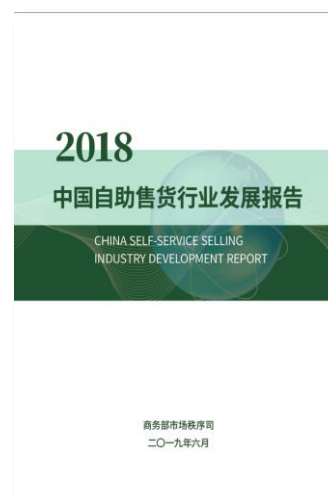 2018
中国自助售货行业发展报告
CHINA SELF-SERVICE SELLING
INDUSTRY DEVELOPMENT REPORT
商务部市场秩序司
二〇一九年六月